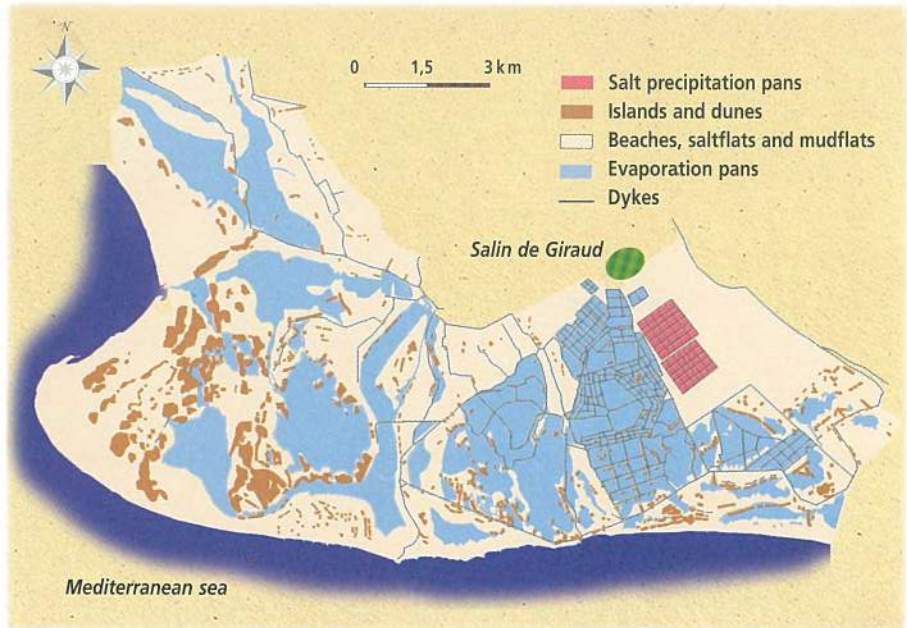 N
0 1,5 3 km
Salt precipitation pans
Islands and dunes
Beaches, saltflats and mudflats
Evaporation pans
Dykes
Salin de Giraud
Mediterranean sea